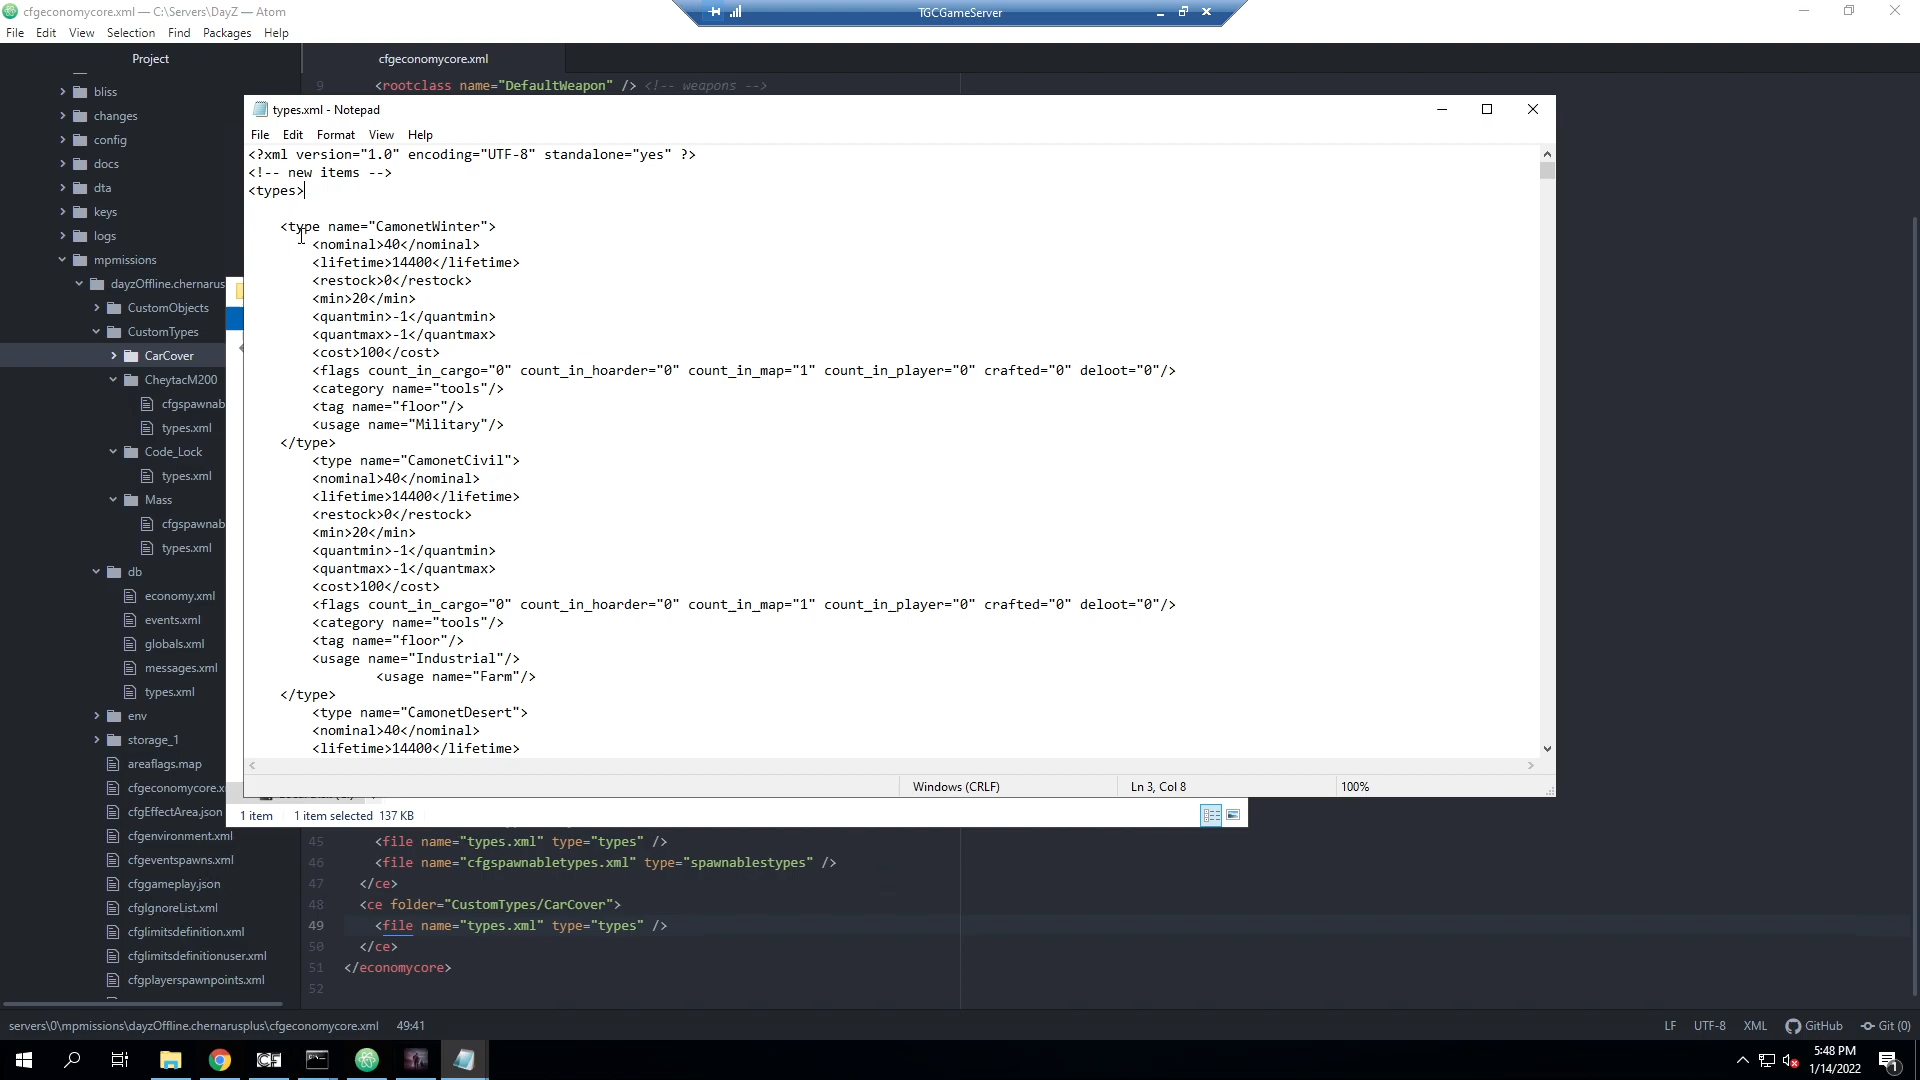 cfgeconomycore.xml — C:\Servers\DayZ — Atom
TGCGameServer
File Edit View Selection Find Packages Help
Project
cfgeconomycore.xml
bliss
changes
config
docs
dta
keys
logs
mpmissions
dayzOffline.chernarus
CustomObjects
CustomTypes
CarCover
CheytacM200
cfgspawnab
types.xml
Code_Lock
types.xml
Mass
cfgspawnab
types.xml
db
economy.xml
events.xml
globals.xml
messages.xml
types.xml
env
storage_1
areaflags.map
cfgeconomycore.x
cfgEffectArea.json
cfgenvironment.xml
cfgeventspawns.xml
cfggameplay.json
cfgIgnoreList.xml
cfglimitsdefinition.xml
cfglimitsdefinitionuser.xml
cfgplayerspawnpoints.xml
9 <rootclass name="DefaultWeapon" /> <!-- weapons -->
types.xml - Notepad
File Edit Format View Help
<?xml version="1.0" encoding="UTF-8" standalone="yes" ?>
<!-- new items -->
<types>
<type name="CamonetWinter">
<nominal>40</nominal>
<lifetime>14400</lifetime>
<restock>0</restock>
<min>20</min>
<quantmin>-1</quantmin>
<quantmax>-1</quantmax>
<cost>100</cost>
<flags count_in_cargo="0" count_in_hoarder="0" count_in_map="1" count_in_player="0" crafted="0" deloot="0"/>
<category name="tools"/>
<tag name="floor"/>
<usage name="Military"/>
</type>
<type name="CamonetCivil">
<nominal>40</nominal>
<lifetime>14400</lifetime>
<restock>0</restock>
<min>20</min>
<quantmin>-1</quantmin>
<quantmax>-1</quantmax>
<cost>100</cost>
<flags count_in_cargo="0" count_in_hoarder="0" count_in_map="1" count_in_player="0" crafted="0" deloot="0"/>
<category name="tools"/>
<tag name="floor"/>
<usage name="Industrial"/>
<usage name="Farm"/>
</type>
<type name="CamonetDesert">
<nominal>40</nominal>
<lifetime>14400</lifetime>
Windows (CRLF) Ln 3, Col 8 100%
1 item 1 item selected 137 KB
45 <file name="types.xml" type="types" />
46 <file name="cfgspawnabletypes.xml" type="spawnablestypes" />
47 </ce>
48 <ce folder="CustomTypes/CarCover">
49 <file name="types.xml" type="types" />
50 </ce>
51 </economycore>
52
servers\0\mpmissions\dayzOffline.chernarusplus\cfgeconomycore.xml 49:41
LF UTF-8 XML GitHub Git (0)
CF
5:48 PM
1/14/2022
1